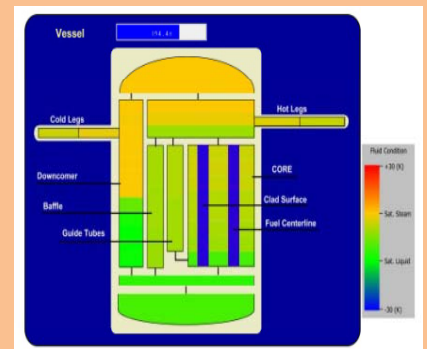 Vessel
Cold Legs
Hot Legs
Downcomer
CORE
Baffle
Clad Surface
Guide Tubes
Fuel Centerline
Fluid Condition
+30 (K)
Sat. Steam
Sat. Liquid
-30 (K)